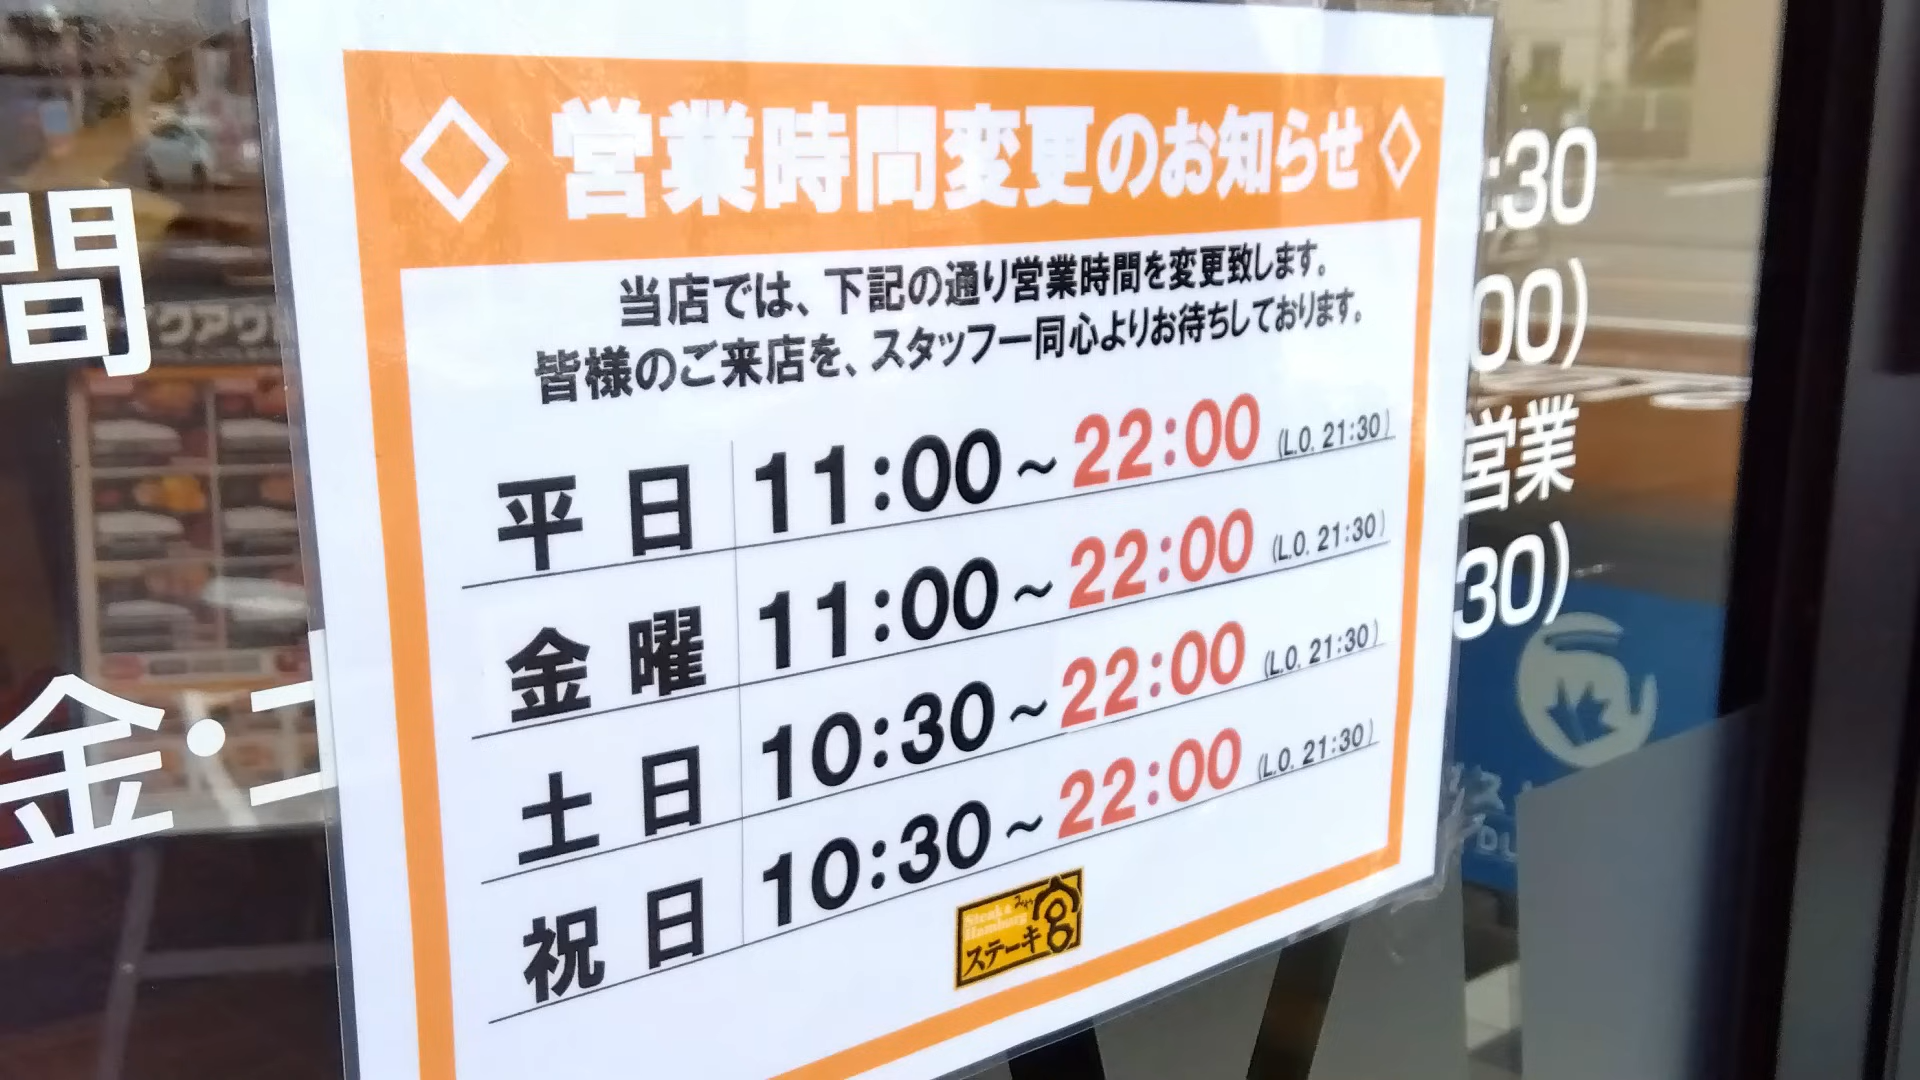 ◇ 営業時間変更のお知らせ ◇
当店では、下記の通り営業時間を変更致します。
皆様のご来店を、スタッフ一同心よりお待ちしております。
平日 11:00～22:00 (L.O. 21:30)
金曜 11:00～22:00 (L.O. 21:30)
土日 10:30～22:00 (L.O. 21:30)
祝日 10:30～22:00 (L.O. 21:30)
Steak & Hamburg
みや
ステーキ宮
間
金・土
:30
00)
営業
30)